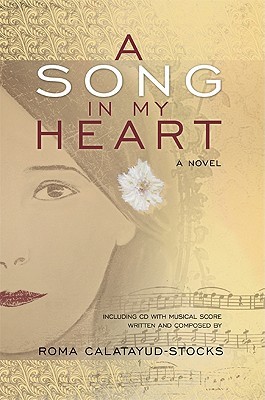 A
SONG
IN MY
HEART
A NOVEL
INCLUDING CD WITH MUSICAL SCORE
WRITTEN AND COMPOSED BY
ROMA CALATAYUD-STOCKS